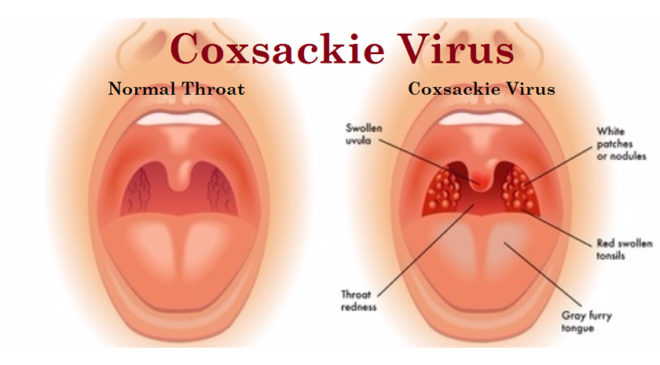 Coxsackie Virus
Normal Throat
Coxsackie Virus
Swollen
uvula
White
patches
or nodules
Red swollen
tonsils
Throat
redness
Gray furry
tongue